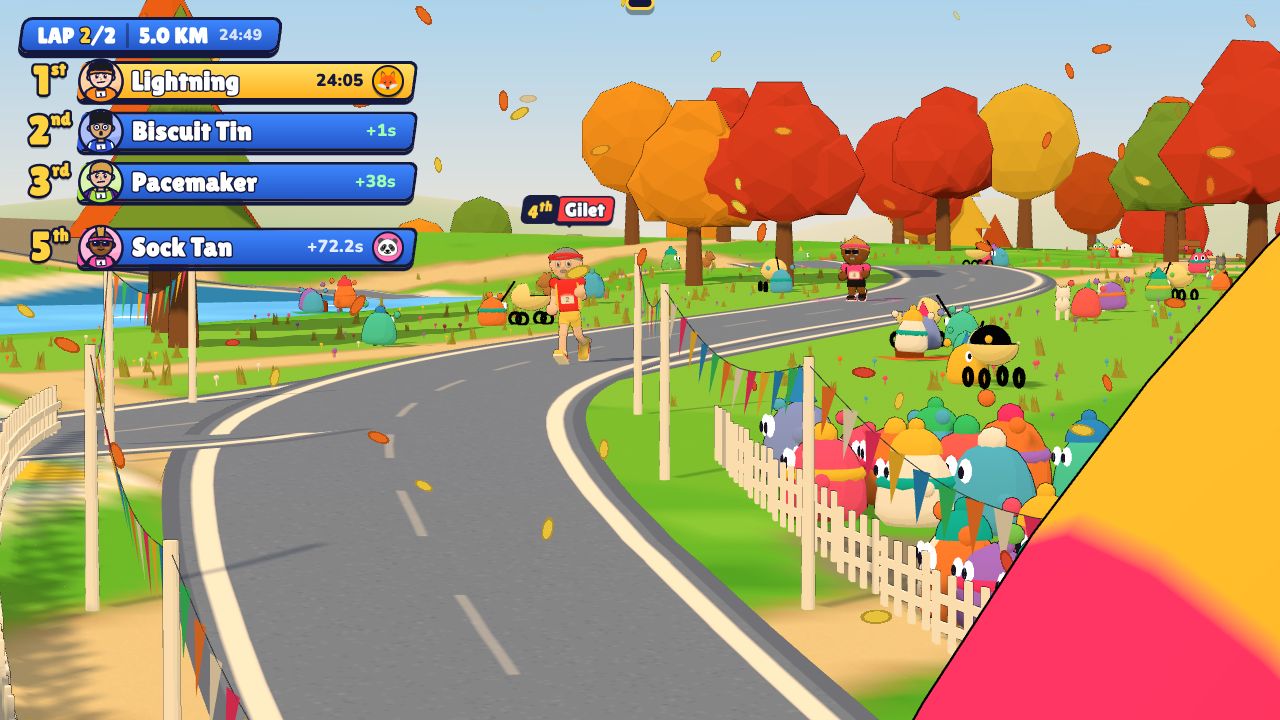 LAP 2/2 5.0 KM 24:49
1st Lightning 24:05
2nd Biscuit Tin +1s
3rd Pacemaker +38s
4th Gilet
5th Sock Tan +72.2s
2